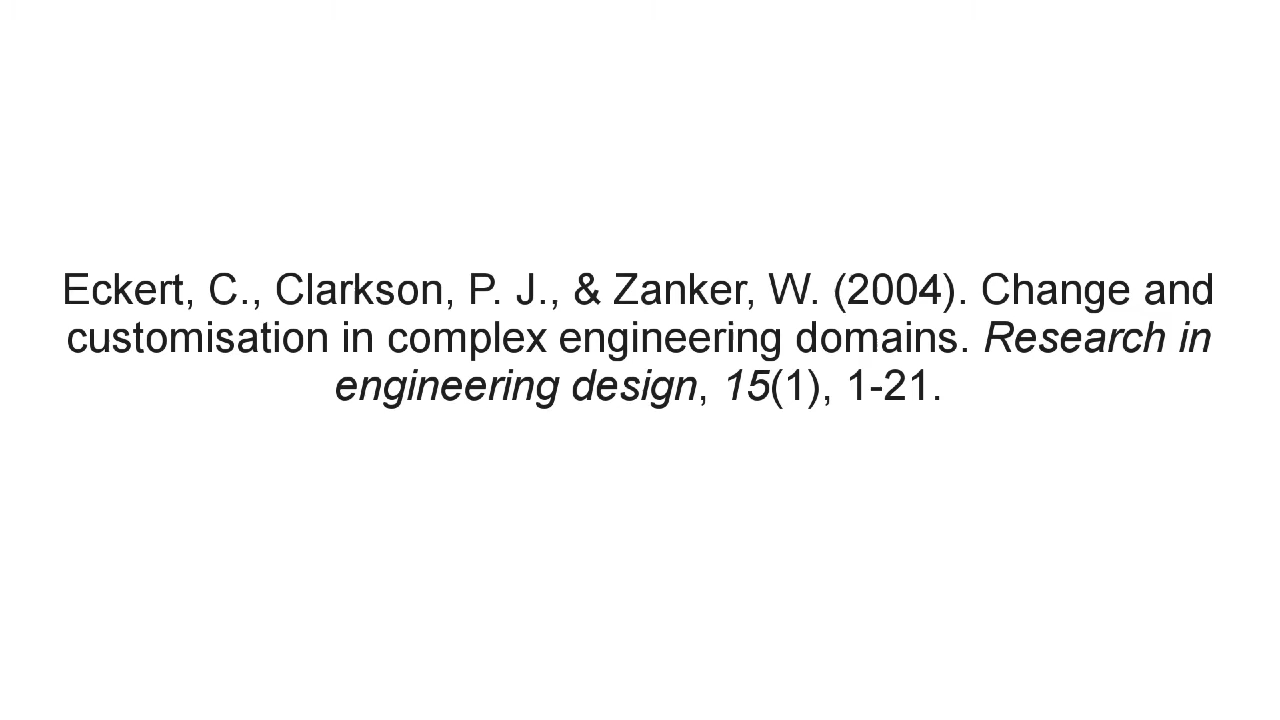 Eckert, C., Clarkson, P. J., & Zanker, W. (2004). Change and
customisation in complex engineering domains. Research in
engineering design, 15(1), 1-21.